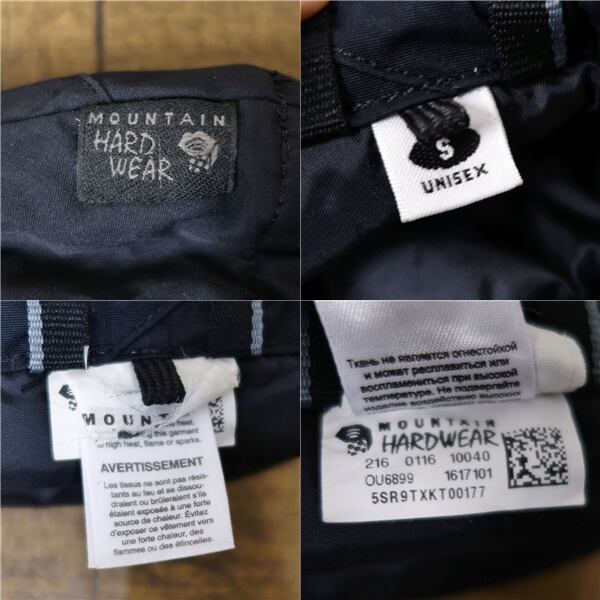 MOUNTAIN
HARD
WEAR
S
UNISEX
MOUNTAIN
this garment
to high heat, flame or sparks.
AVERTISSEMENT
Les tissus ne sont pas résis-
tants au feu et se dissou-
draient ou brûleraient s'ils
étaient exposés à une forte
source de chaleur. Évitez
d'exposer ce vêtement vers
une forte chaleur, des
flammes ou des étincelles.
Ткань не является огнестойкой
и может расплавиться или
воспламениться при высокой
температуре. Не подвергайте
изделие воздействию высоких
MOUNTAIN
HARDWEAR
216 0116 10040
OU6899 1617101
5SR9TXKT00177